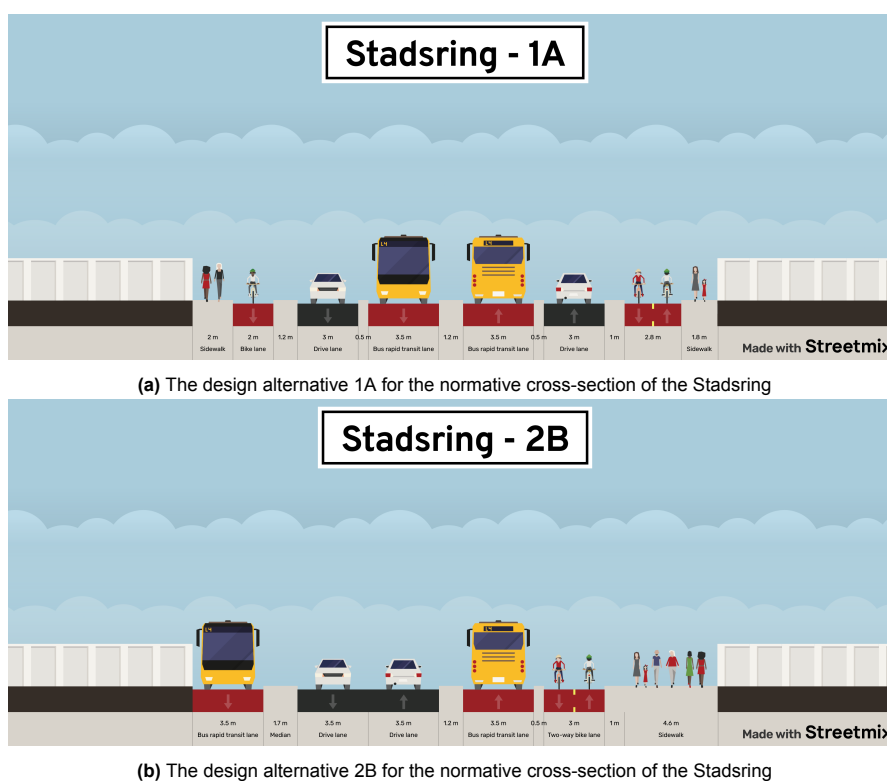 Stadsring - 1A
L4
2 m 2 m 1.2 m 3 m 0.5 m 3.5 m 1.2 m 3.5 m 0.5 m 3 m 1 m 2.8 m 1.8 m
Sidewalk Bike lane Drive lane Bus rapid transit lane Bus rapid transit lane Drive lane Sidewalk
Made with Streetmix
(a) The design alternative 1A for the normative cross-section of the Stadsring
Stadsring - 2B
3.5 m 1.7 m 3.5 m 3.5 m 1.2 m 3.5 m 0.5 m 3 m 1 m 4.6 m
Bus rapid transit lane Median Drive lane Drive lane Bus rapid transit lane Two-way bike lane Sidewalk
Made with Streetmix
(b) The design alternative 2B for the normative cross-section of the Stadsring